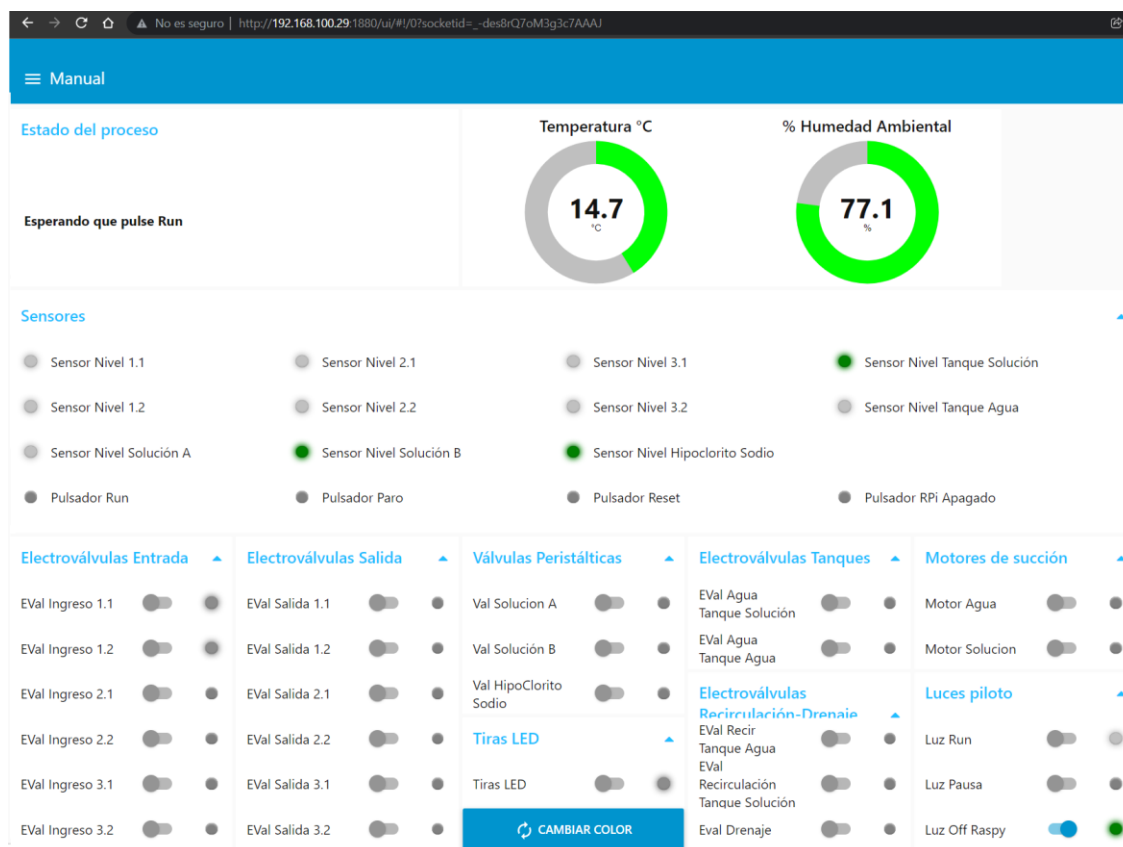 No es seguro | http://192.168.100.29:1880/ui/#!/0?socketid=_-des8rQ7oM3g3c7AAAJ
Manual
Estado del proceso
Esperando que pulse Run
Temperatura °C
14.7
°C
% Humedad Ambiental
77.1
%
Sensores
Sensor Nivel 1.1
Sensor Nivel 2.1
Sensor Nivel 3.1
Sensor Nivel Tanque Solución
Sensor Nivel 1.2
Sensor Nivel 2.2
Sensor Nivel 3.2
Sensor Nivel Tanque Agua
Sensor Nivel Solución A
Sensor Nivel Solución B
Sensor Nivel Hipoclorito Sodio
Pulsador Run
Pulsador Paro
Pulsador Reset
Pulsador RPi Apagado
Electroválvulas Entrada
EVal Ingreso 1.1
EVal Ingreso 1.2
EVal Ingreso 2.1
EVal Ingreso 2.2
EVal Ingreso 3.1
EVal Ingreso 3.2
Electroválvulas Salida
EVal Salida 1.1
EVal Salida 1.2
EVal Salida 2.1
EVal Salida 2.2
EVal Salida 3.1
EVal Salida 3.2
Válvulas Peristálticas
Val Solucion A
Val Solución B
Val HipoClorito
Sodio
Tiras LED
Tiras LED
CAMBIAR COLOR
Electroválvulas Tanques
EVal Agua
Tanque Solución
EVal Agua
Tanque Agua
Electroválvulas
Recirculación-Drenaje
EVal Recir
Tanque Agua
EVal
Recirculación
Tanque Solución
Eval Drenaje
Motores de succión
Motor Agua
Motor Solucion
Luces piloto
Luz Run
Luz Pausa
Luz Off Raspy